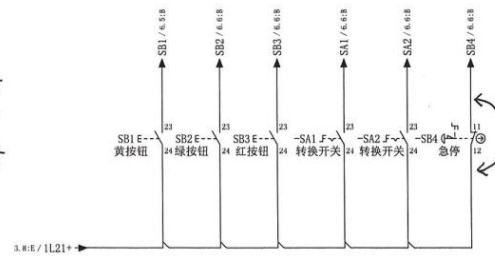 SB1 / 6.5:B
SB2 / 6.6:B
SB3 / 6.6:B
SA1 / 6.6:B
SA2 / 6.6:B
SB4 / 6.6:B
23
23
23
23
23
11
SB1 E
SB2 E
SB3 E
-SA1
-SA2
-SB4
黄按钮
24
绿按钮
24
红按钮
24
转换开关
24
转换开关
24
急停
12
3.8:E / 1L21+